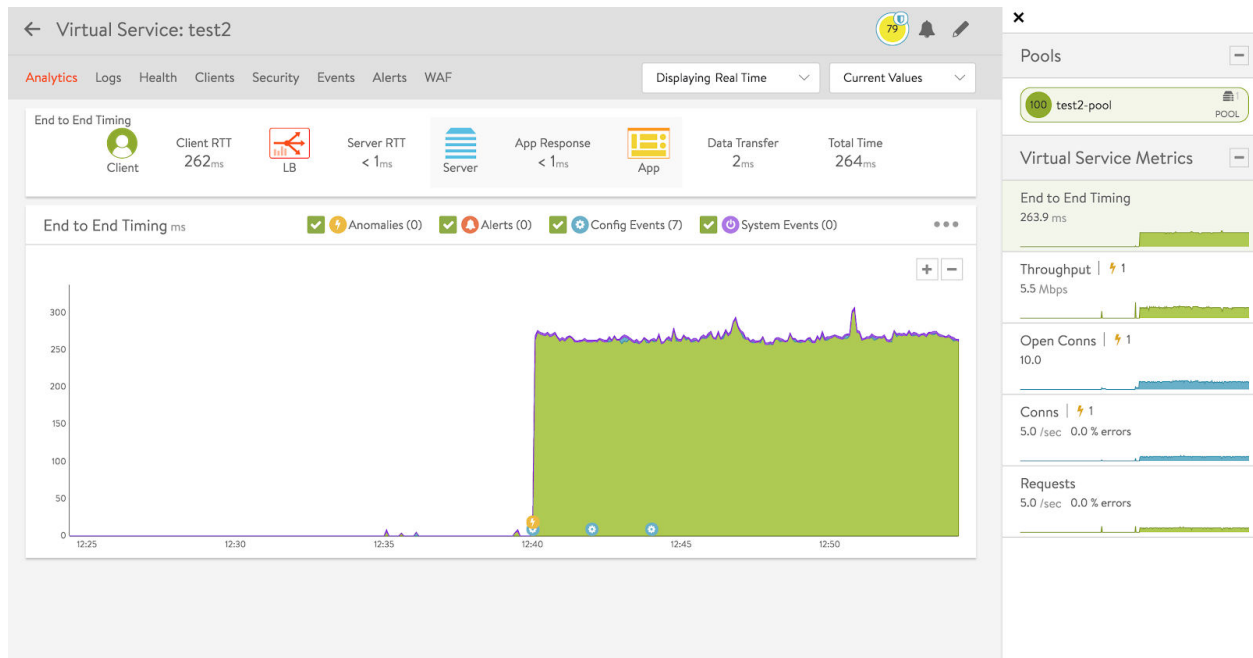 Virtual Service: test2
79
Analytics Logs Health Clients Security Events Alerts WAF
Displaying Real Time
Current Values
End to End Timing
Client
Client RTT
262ms
LB
Server RTT
< 1ms
Server
App Response
< 1ms
App
Data Transfer
2ms
Total Time
264ms
End to End Timing ms
Anomalies (0) Alerts (0) Config Events (7) System Events (0)
300
250
200
150
100
50
0
12:25 12:30 12:35 12:40 12:45 12:50
Pools
100 test2-pool
1
POOL
Virtual Service Metrics
End to End Timing
263.9 ms
Throughput | 1
5.5 Mbps
Open Conns | 1
10.0
Conns | 1
5.0 /sec 0.0 % errors
Requests
5.0 /sec 0.0 % errors